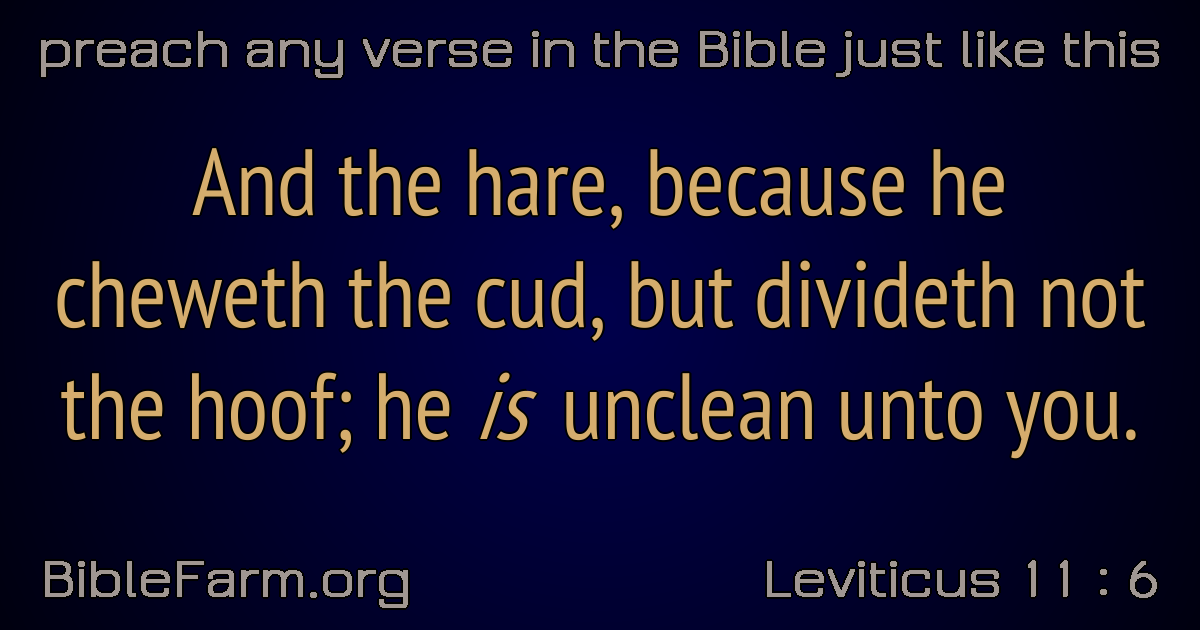 preach any verse in the Bible just like this
And the hare, because he
cheweth the cud, but divideth not
the hoof; he is unclean unto you.
BibleFarm.org
Leviticus 11 : 6